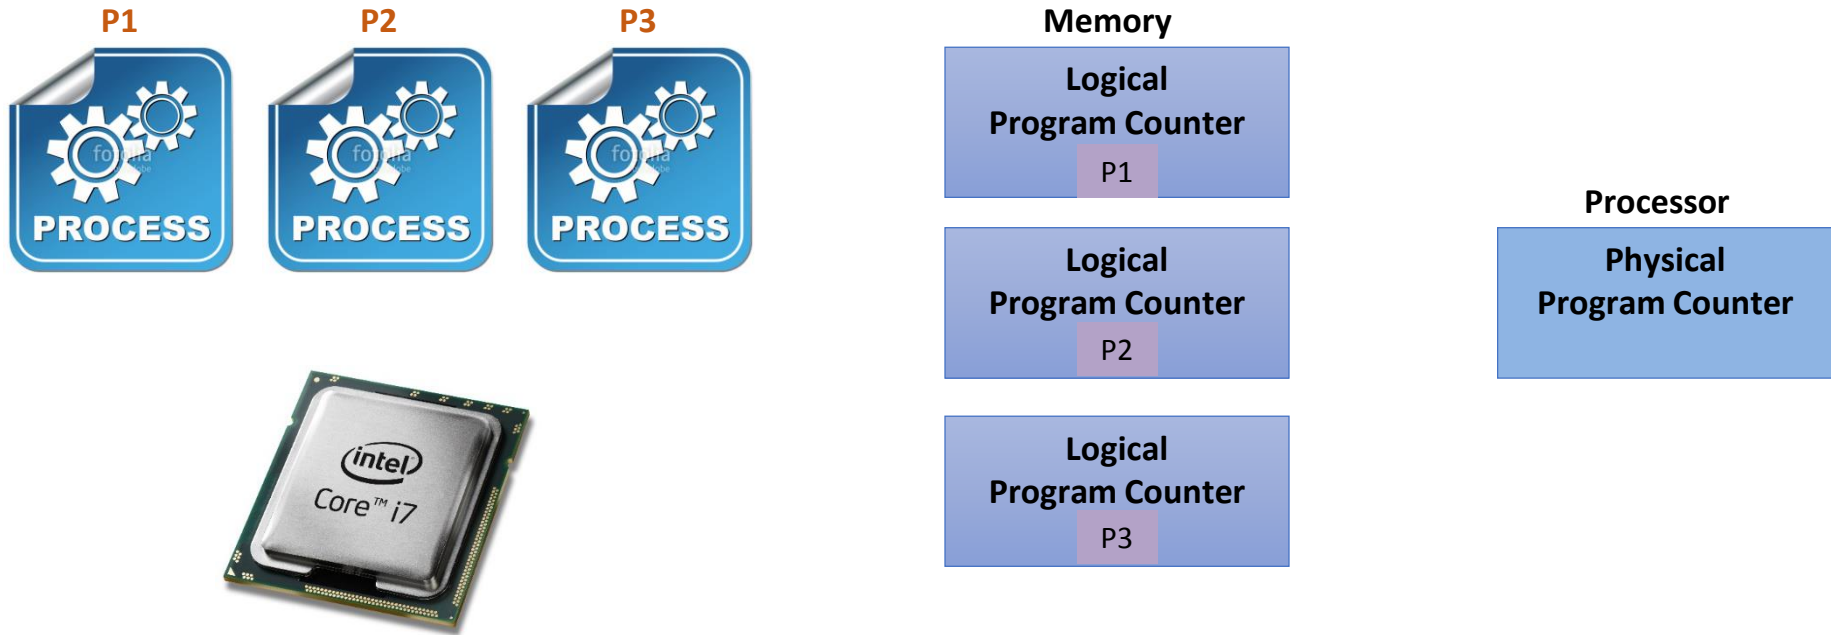 P1
P2
P3
PROCESS
PROCESS
PROCESS
intel
Core™ i7
Memory
Logical
Program Counter
P1
Logical
Program Counter
P2
Logical
Program Counter
P3
Processor
Physical
Program Counter